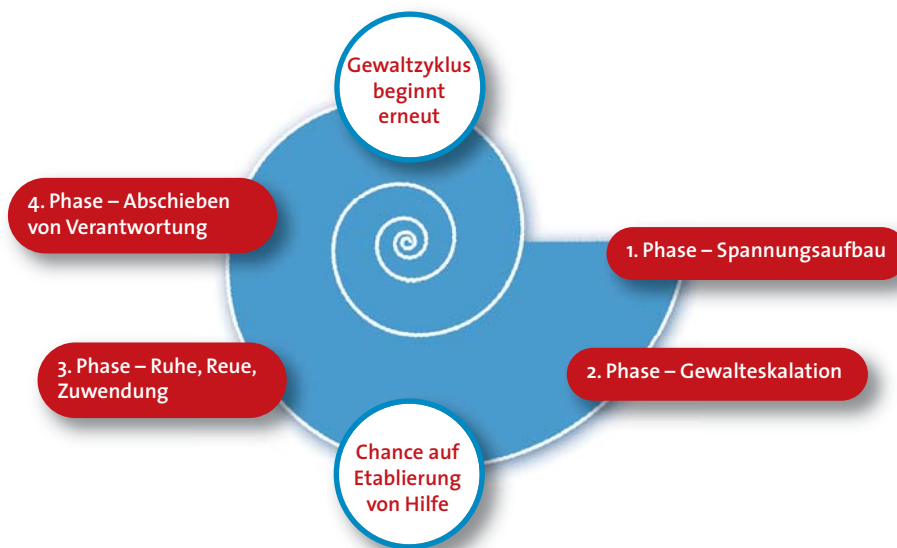 Gewaltzyklus
beginnt
erneut
4. Phase – Abschieben
von Verantwortung
1. Phase – Spannungsaufbau
3. Phase – Ruhe, Reue,
Zuwendung
2. Phase – Gewalteskalation
Chance auf
Etablierung
von Hilfe